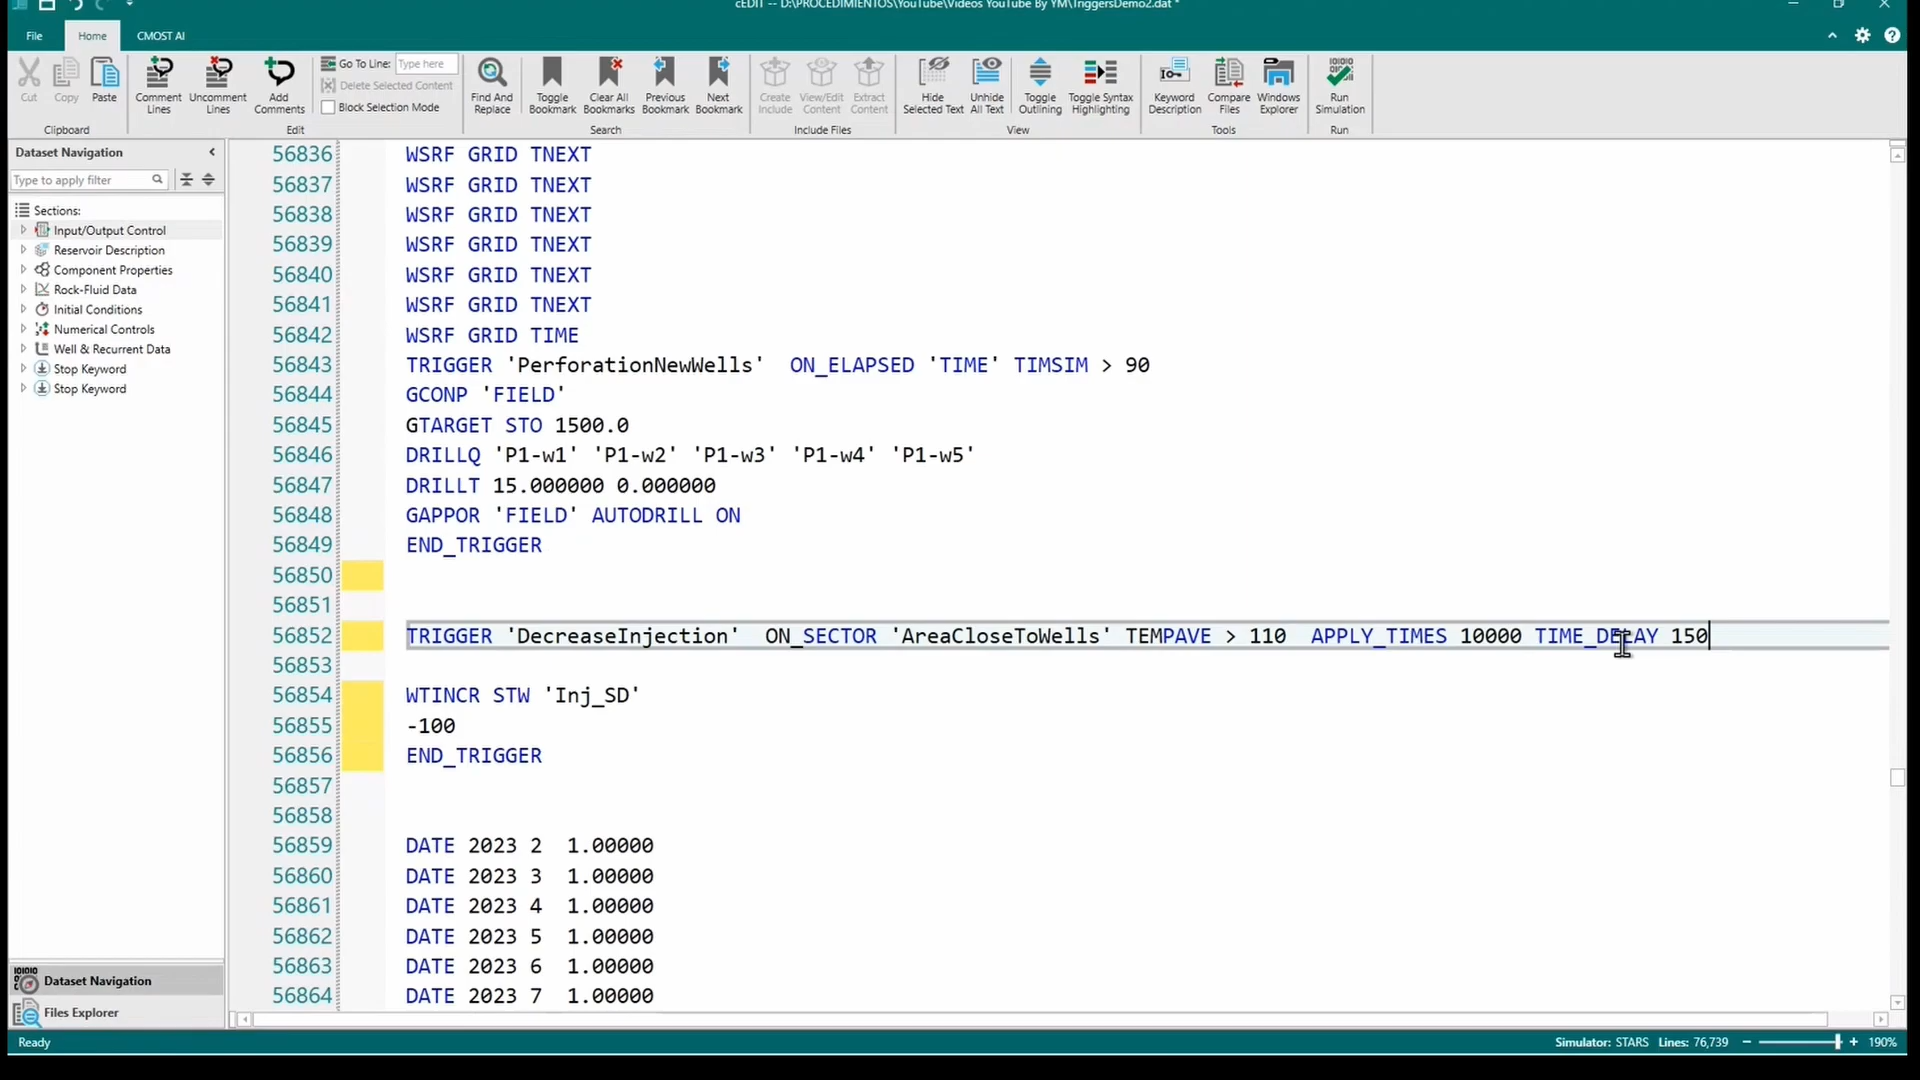 cEDIT -- D:\PROCEDIMIENTOS\YouTube\Videos YouTube By YM\TriggersDemo2.dat *
File Home CMOST AI
Cut
Copy
Paste
Clipboard
Comment Lines
Uncomment Lines
Add Comments
Go To Line: Type here
Delete Selected Content
Block Selection Mode
Edit
Find And Replace
Toggle Bookmark
Clear All Bookmarks
Previous Bookmark
Next Bookmark
Search
Create Include
View/Edit Content
Extract Content
Include Files
Hide Selected Text
Unhide All Text
Toggle Outlining
Toggle Syntax Highlighting
View
Keyword Description
Compare Files
Windows Explorer
Tools
Run Simulation
Run
Dataset Navigation
Type to apply filter
Sections:
Input/Output Control
Reservoir Description
Component Properties
Rock-Fluid Data
Initial Conditions
Numerical Controls
Well & Recurrent Data
Stop Keyword
Stop Keyword
Dataset Navigation
Files Explorer
56836 WSRF GRID TNEXT
56837 WSRF GRID TNEXT
56838 WSRF GRID TNEXT
56839 WSRF GRID TNEXT
56840 WSRF GRID TNEXT
56841 WSRF GRID TNEXT
56842 WSRF GRID TIME
56843 TRIGGER 'PerforationNewWells'  ON_ELAPSED 'TIME' TIMSIM > 90
56844 GCONP 'FIELD'
56845 GTARGET STO 1500.0
56846 DRILLQ 'P1-w1' 'P1-w2' 'P1-w3' 'P1-w4' 'P1-w5'
56847 DRILLT 15.000000 0.000000
56848 GAPPOR 'FIELD' AUTODRILL ON
56849 END_TRIGGER
56850
56851
56852 TRIGGER 'DecreaseInjection'  ON_SECTOR 'AreaCloseToWells' TEMPAVE > 110  APPLY_TIMES 10000 TIME_DELAY 150
56853
56854 WTINCR STW 'Inj_SD'
56855 -100
56856 END_TRIGGER
56857
56858
56859 DATE 2023 2  1.00000
56860 DATE 2023 3  1.00000
56861 DATE 2023 4  1.00000
56862 DATE 2023 5  1.00000
56863 DATE 2023 6  1.00000
56864 DATE 2023 7  1.00000
Ready
Simulator: STARS Lines: 76,739 − + 190%